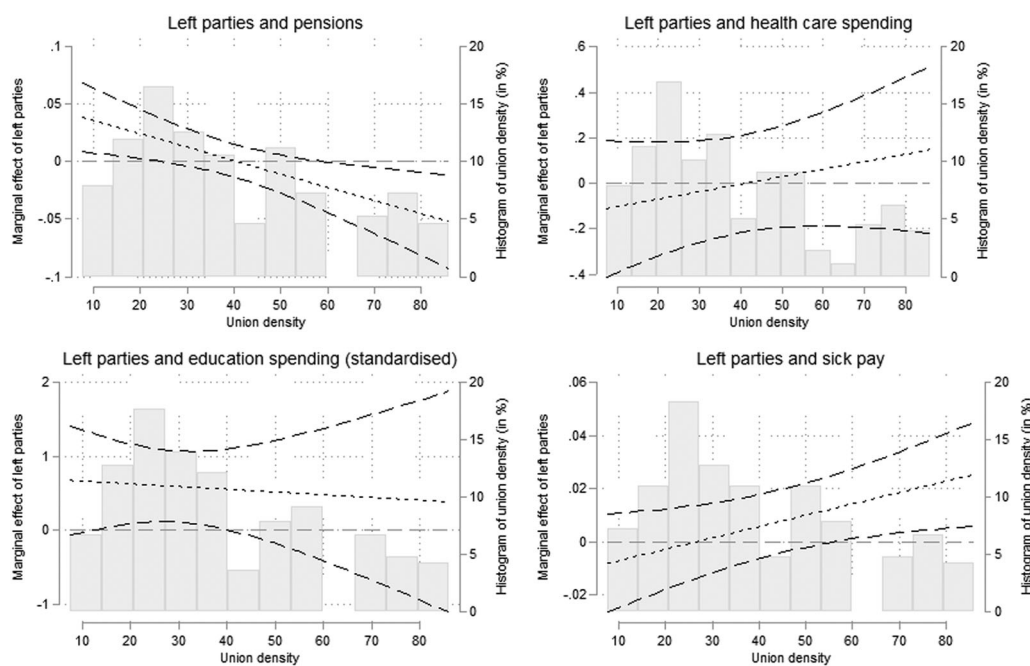 Left parties and pensions
Marginal effect of left parties
.1
.05
0
-.05
-.1
20
15
10
5
0
Histogram of union density (in %)
10 20 30 40 50 60 70 80
Union density
Left parties and health care spending
Marginal effect of left parties
.6
.4
.2
0
-.2
-.4
20
15
10
5
0
Histogram of union density (in %)
10 20 30 40 50 60 70 80
Union density
Left parties and education spending (standardised)
Marginal effect of left parties
2
1
0
-1
20
15
10
5
0
Histogram of union density (in %)
10 20 30 40 50 60 70 80
Union density
Left parties and sick pay
Marginal effect of left parties
.06
.04
.02
0
-.02
20
15
10
5
0
Histogram of union density (in %)
10 20 30 40 50 60 70 80
Union density